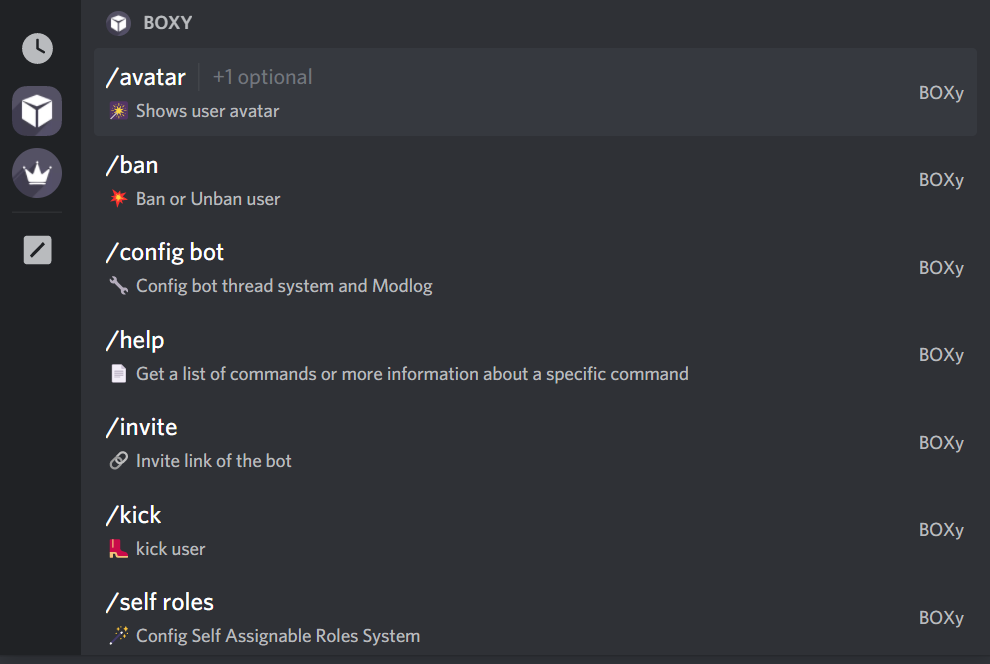 BOXY
/avatar +1 optional
Shows user avatar
BOXy
/ban
Ban or Unban user
BOXy
/config bot
Config bot thread system and Modlog
BOXy
/help
Get a list of commands or more information about a specific command
BOXy
/invite
Invite link of the bot
BOXy
/kick
kick user
BOXy
/self roles
Config Self Assignable Roles System
BOXy